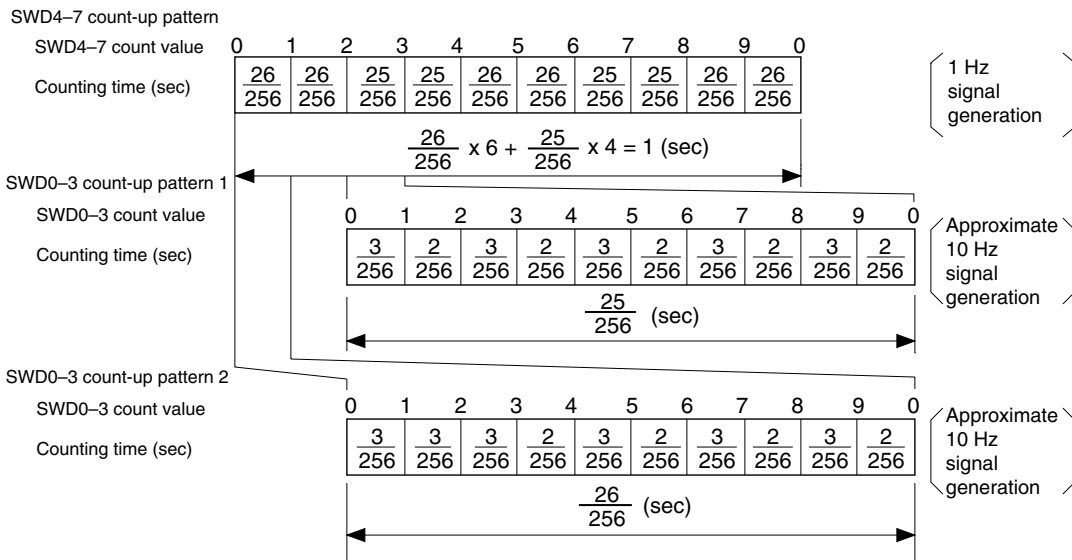 SWD4–7 count-up pattern
SWD4–7 count value 0 1 2 3 4 5 6 7 8 9 0
Counting time (sec) 26/256 26/256 25/256 25/256 26/256 26/256 25/256 25/256 26/256 26/256
1 Hz
signal
generation
26/256 x 6 + 25/256 x 4 = 1 (sec)
SWD0–3 count-up pattern 1
SWD0–3 count value 0 1 2 3 4 5 6 7 8 9 0
Counting time (sec) 3/256 2/256 3/256 2/256 3/256 2/256 3/256 2/256 3/256 2/256
Approximate
10 Hz
signal
generation
25/256 (sec)
SWD0–3 count-up pattern 2
SWD0–3 count value 0 1 2 3 4 5 6 7 8 9 0
Counting time (sec) 3/256 3/256 3/256 2/256 3/256 2/256 3/256 2/256 3/256 2/256
Approximate
10 Hz
signal
generation
26/256 (sec)